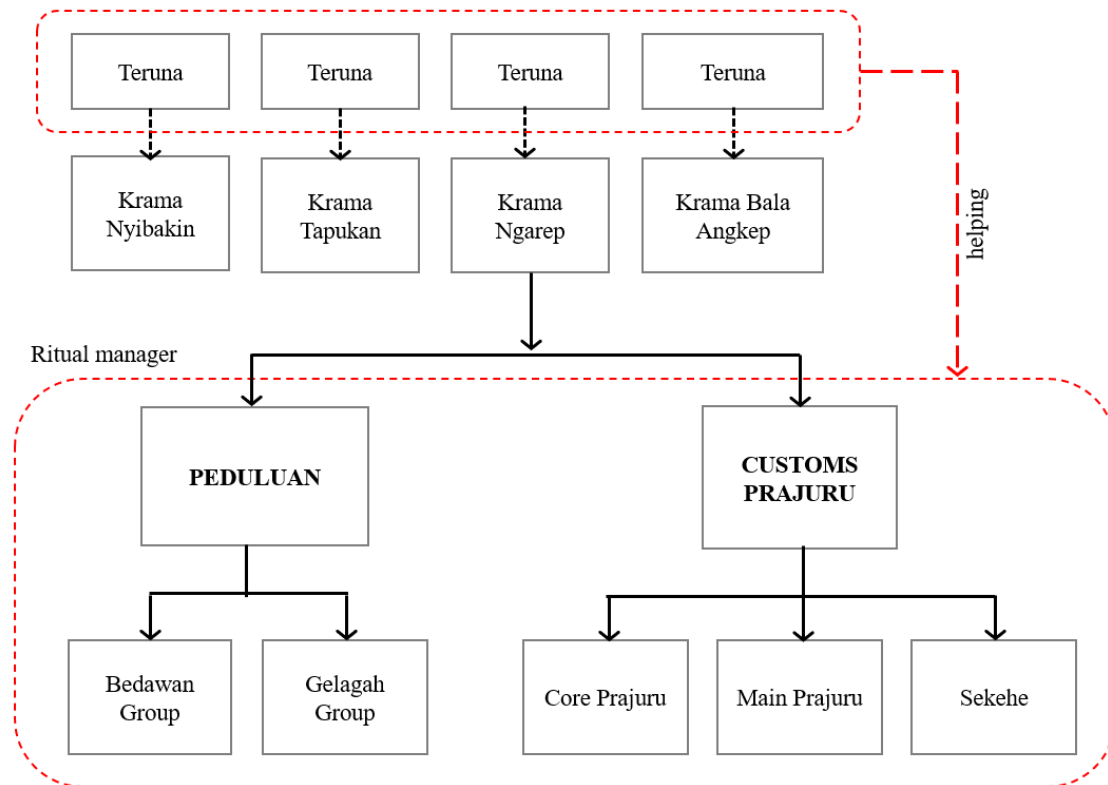 Teruna
Teruna
Teruna
Teruna
Krama
Nyibakin
Krama
Tapukan
Krama
Ngarep
Krama Bala
Angkep
helping
Ritual manager
PEDULUAN
CUSTOMS
PRAJURU
Bedawan
Group
Gelagah
Group
Core Prajuru
Main Prajuru
Sekehe